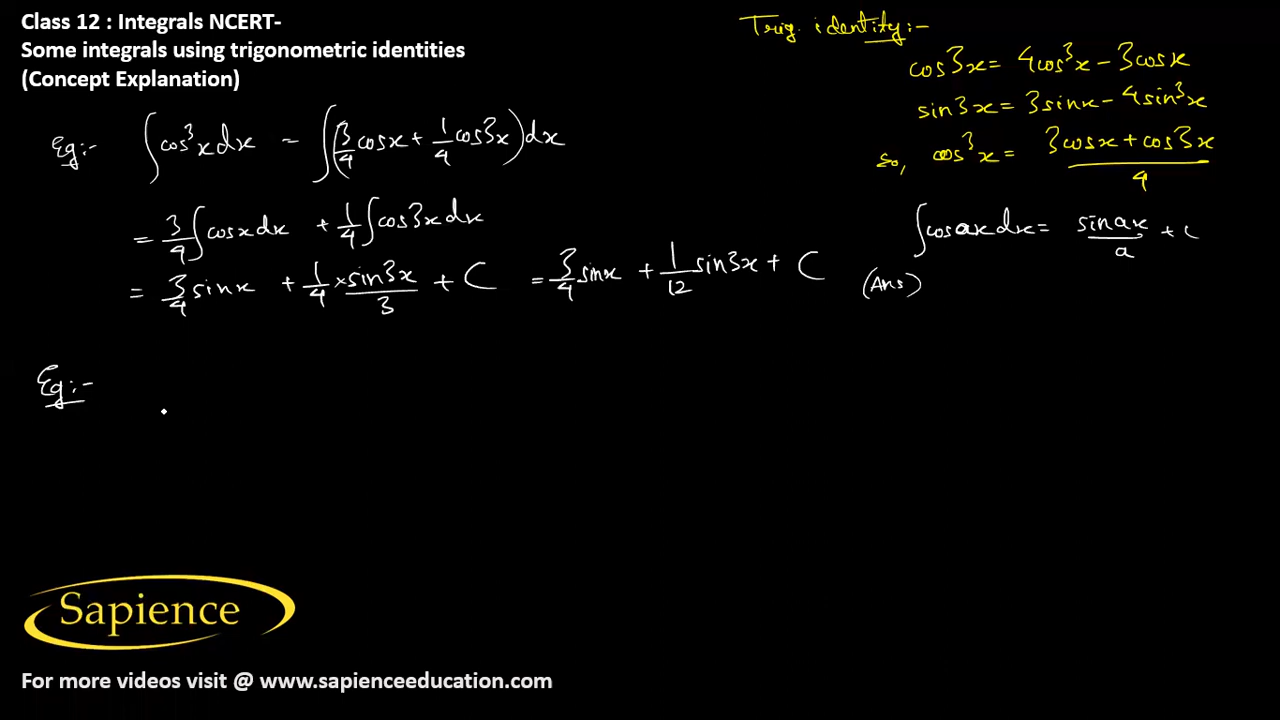 Class 12 : Integrals NCERT-
Some integrals using trigonometric identities
(Concept Explanation)
Trig. identity:-
cos3x = 4cos³x - 3cosx
sin3x = 3sinx - 4sin³x
so, cos³x = (3cosx + cos3x)/4
Eg:- ∫cos³x dx = ∫(3/4 cosx + 1/4 cos3x)dx
= 3/4 ∫cosx dx + 1/4 ∫cos3x dx
∫cosax dx = sinax/a + C
= 3/4 sinx + 1/4 × sin3x/3 + C = 3/4 sinx + 1/12 sin3x + C (Ans)
Eg:-
Sapience
For more videos visit @ www.sapienceeducation.com